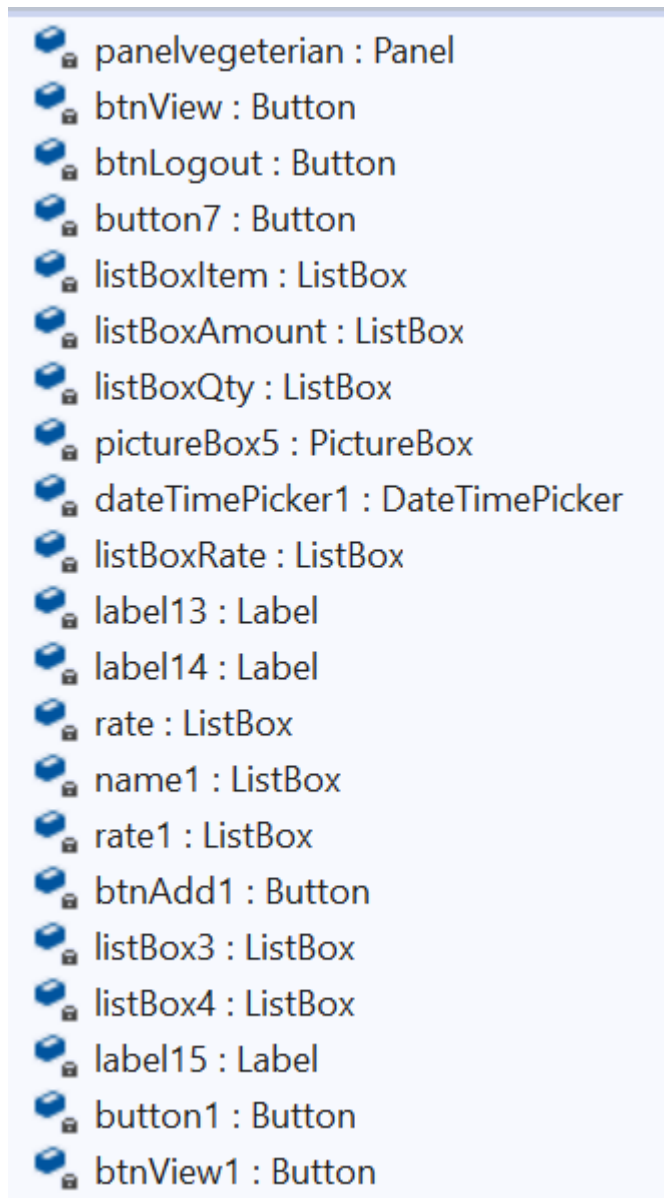 panelvegeterian : Panel
btnView : Button
btnLogout : Button
button7 : Button
listBoxItem : ListBox
listBoxAmount : ListBox
listBoxQty : ListBox
pictureBox5 : PictureBox
dateTimePicker1 : DateTimePicker
listBoxRate : ListBox
label13 : Label
label14 : Label
rate : ListBox
name1 : ListBox
rate1 : ListBox
btnAdd1 : Button
listBox3 : ListBox
listBox4 : ListBox
label15 : Label
button1 : Button
btnView1 : Button